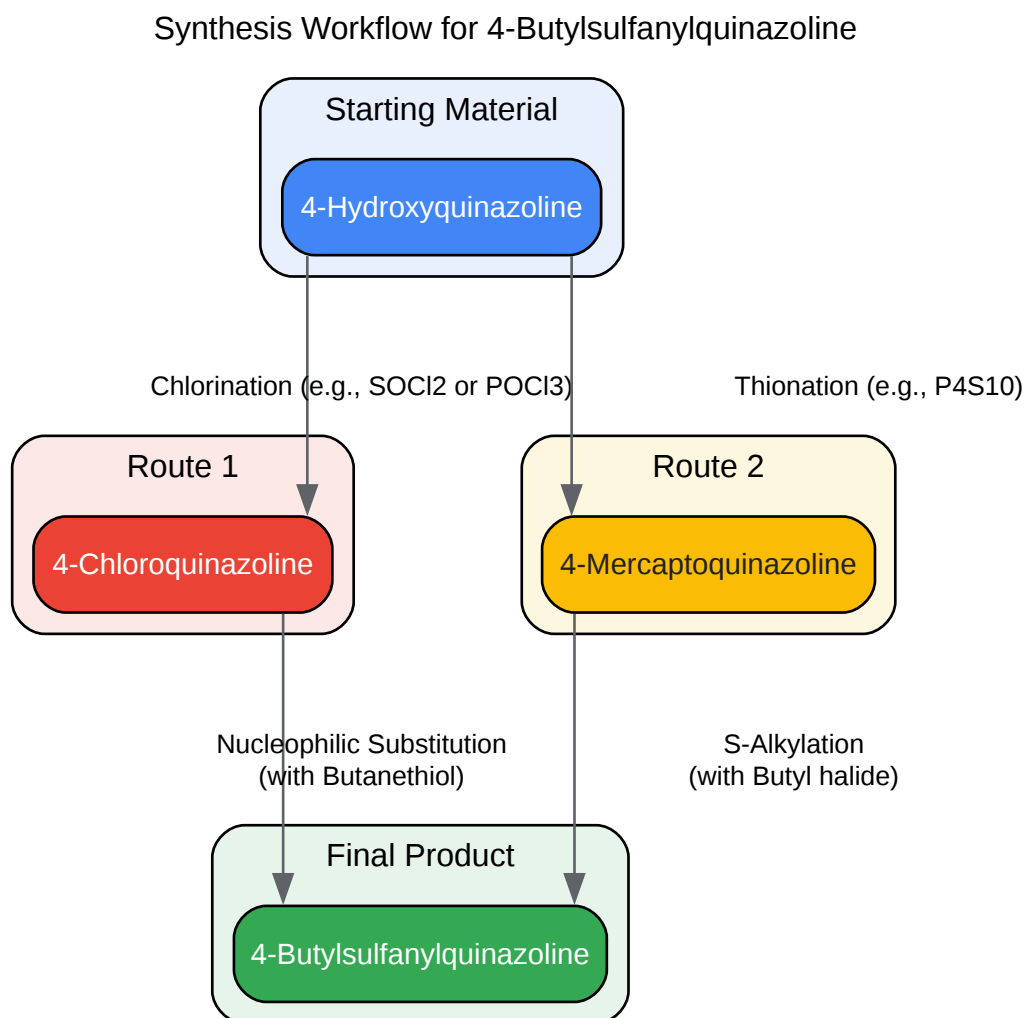 Synthesis Workflow for 4-Butylsulfanylquinazoline
Starting Material
4-Hydroxyquinazoline
Chlorination (e.g., SOCl2 or POCl3)
Thionation (e.g., P4S10)
Route 1
Route 2
4-Chloroquinazoline
4-Mercaptoquinazoline
Nucleophilic Substitution
(with Butanethiol)
S-Alkylation
(with Butyl halide)
Final Product
4-Butylsulfanylquinazoline